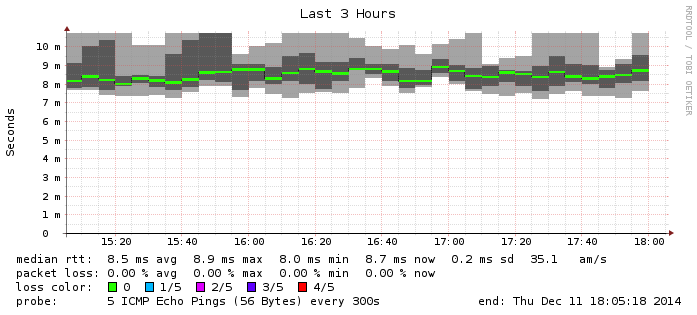 Last 3 Hours
RRDTOOL / TOBI OETIKER
Seconds
10 m
9 m
8 m
7 m
6 m
5 m
4 m
3 m
2 m
1 m
0
15:20 15:40 16:00 16:20 16:40 17:00 17:20 17:40 18:00
median rtt: 8.5 ms avg 8.9 ms max 8.0 ms min 8.7 ms now 0.2 ms sd 35.1 am/s
packet loss: 0.00 % avg 0.00 % max 0.00 % min 0.00 % now
loss color: 0 1/5 2/5 3/5 4/5
probe: 5 ICMP Echo Pings (56 Bytes) every 300s end: Thu Dec 11 18:05:18 2014